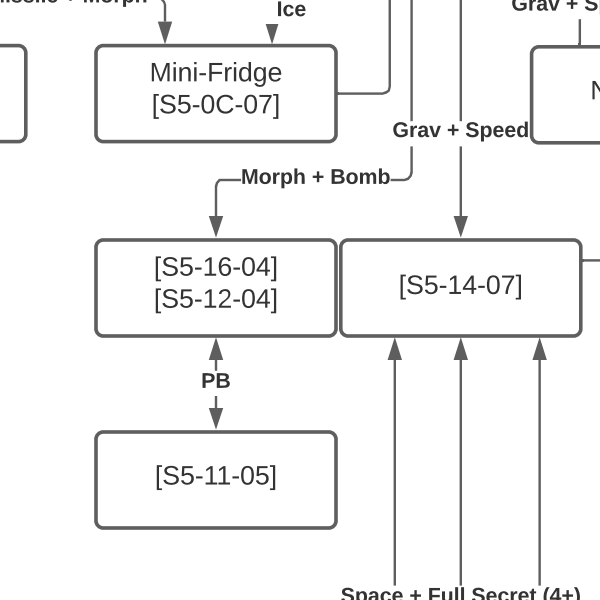 + Morph
Ice
Grav +
Mini-Fridge
[S5-0C-07]
Grav + Speed
Morph + Bomb
[S5-16-04]
[S5-12-04]
[S5-14-07]
PB
[S5-11-05]
Space + Full Secret (4+)